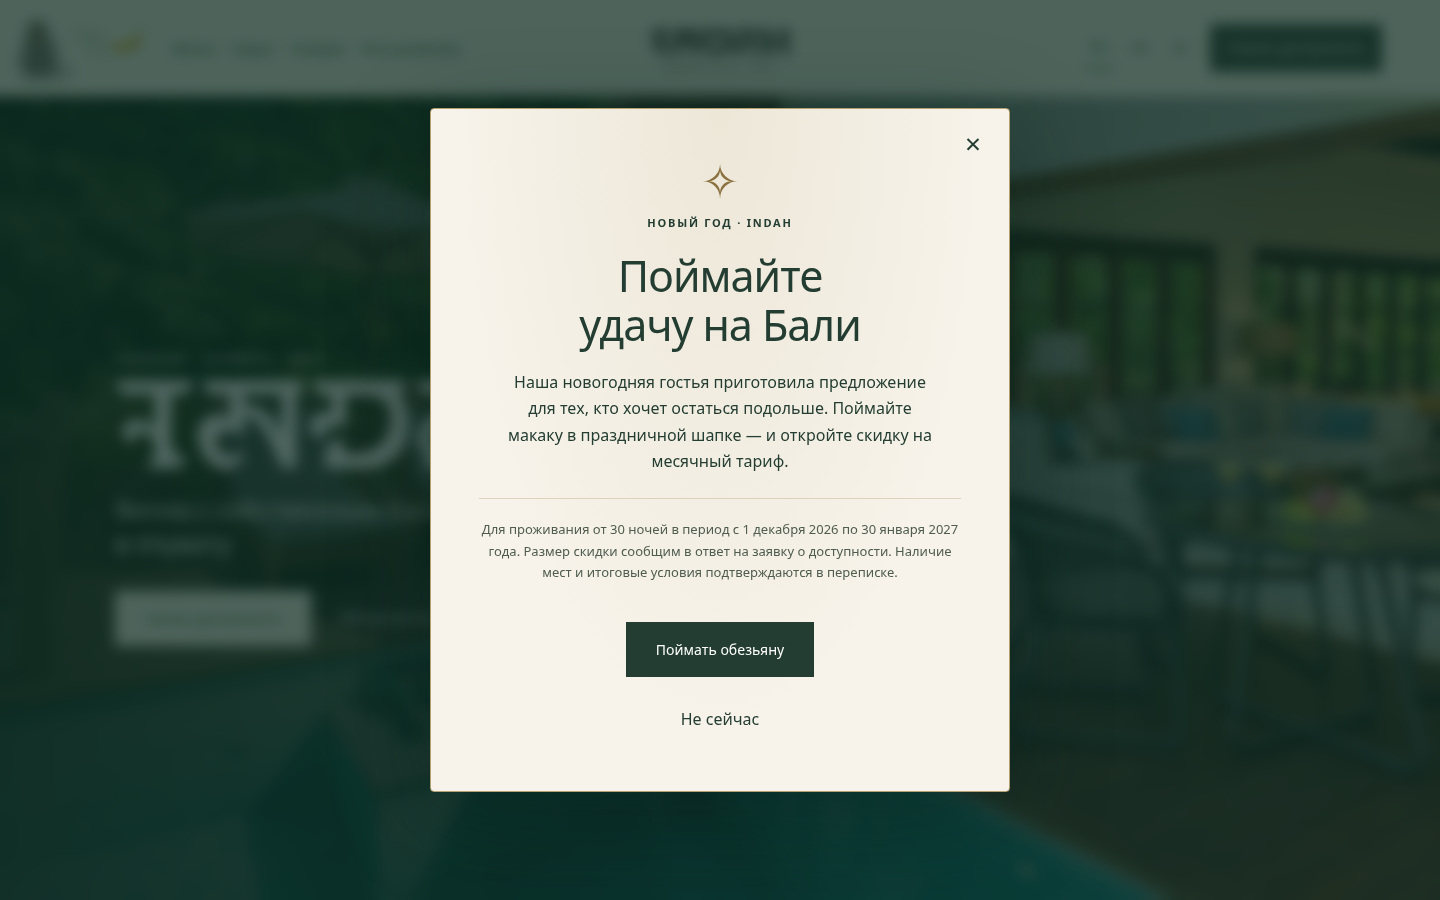 НОВЫЙ ГОД · INDAH
Поймайте
удачу на Бали
Наша новогодняя гостья приготовила предложение
для тех, кто хочет остаться подольше. Поймайте
макаку в праздничной шапке — и откройте скидку на
месячный тариф.
Для проживания от 30 ночей в период с 1 декабря 2026 по 30 января 2027
года. Размер скидки сообщим в ответ на заявку о доступности. Наличие
мест и итоговые условия подтверждаются в переписке.
Поймать обезьяну
Не сейчас